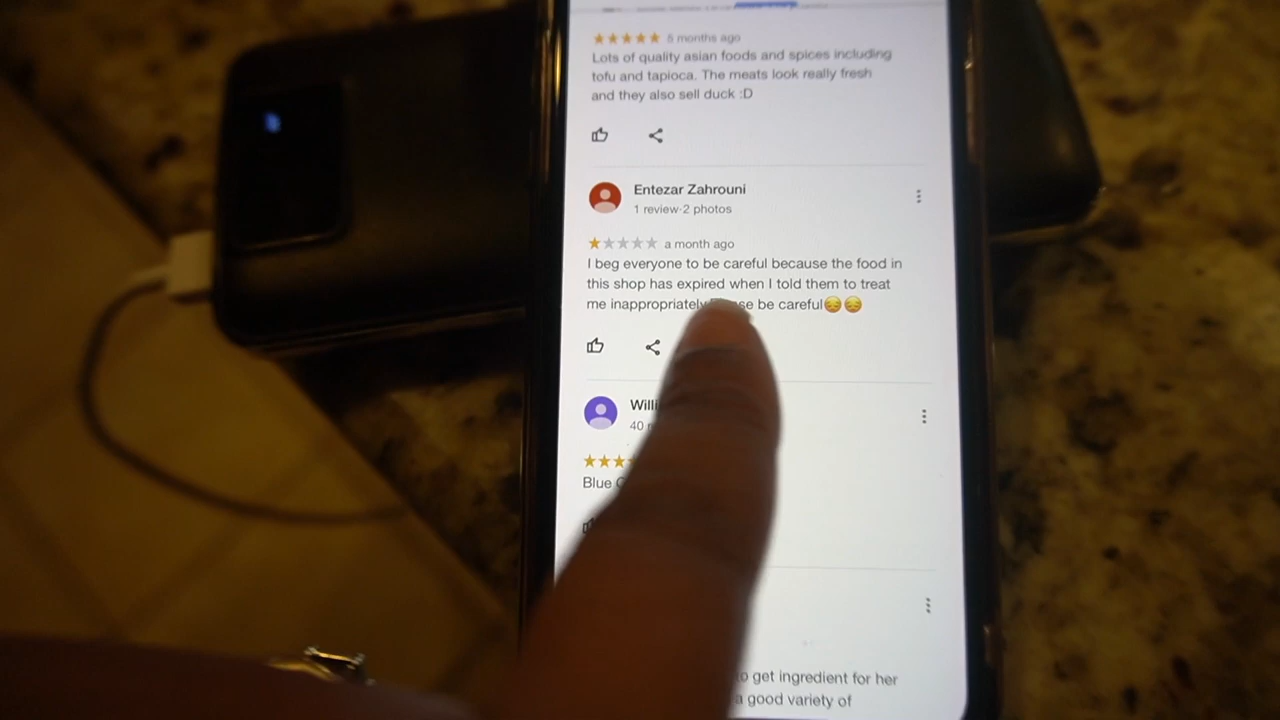 5 months ago
Lots of quality asian foods and spices including
tofu and tapioca. The meats look really fresh
and they also sell duck :D
Entezar Zahrouni
1 review·2 photos
a month ago
I beg everyone to be careful because the food in
this shop has expired when I told them to treat
me inappropriately be careful😔😔
40
Blue
to get ingredient for her
a good variety of